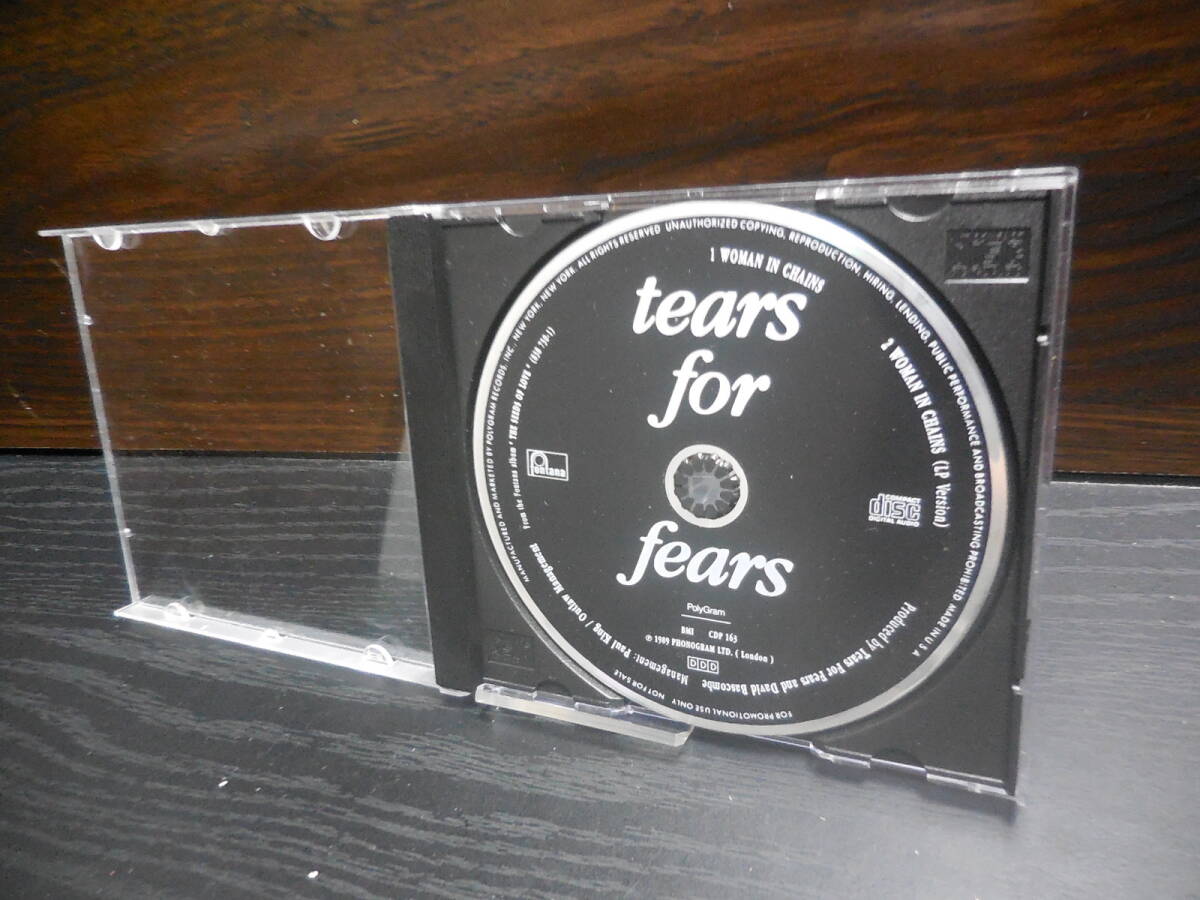 1 WOMAN IN CHAINS
2 WOMAN IN CHAINS (LP Version)
tears
for
fears
fontana
COMPACT
disc
DIGITAL AUDIO
PolyGram
BMI CDP 163
℗ 1989 PHONOGRAM LTD. ( London )
DDD
Produced by Tears For Fears and David Bascombe
Management: Paul King / Outlaw Management
From the Fontana album " THE SEEDS OF LOVE " (838 730-1)
MANUFACTURED AND MARKETED BY POLYGRAM RECORDS, INC., NEW YORK, NEW YORK. ALL RIGHTS RESERVED UNAUTHORIZED COPYING, REPRODUCTION, HIRING, LENDING, PUBLIC PERFORMANCE AND BROADCASTING PROHIBITED MADE IN U S A
FOR PROMOTIONAL USE ONLY NOT FOR SALE